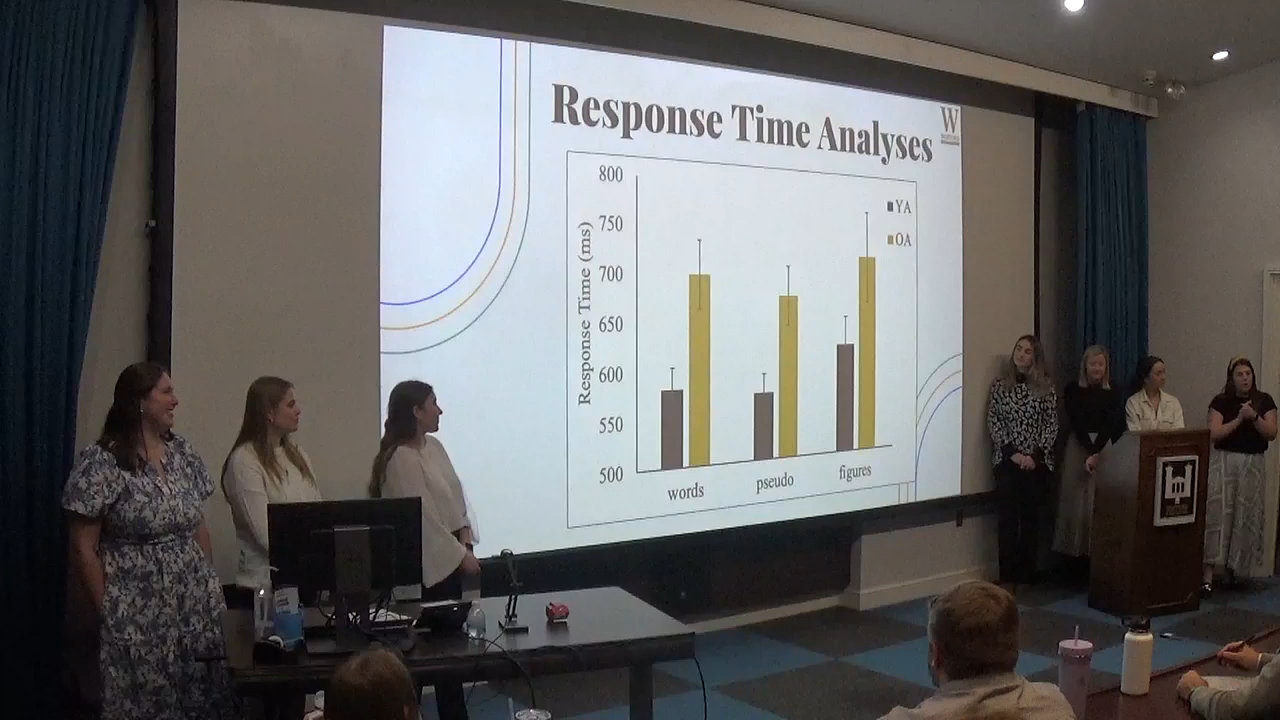 Response Time Analyses
W
800
750
700
650
600
550
500
Response Time (ms)
YA
OA
words
pseudo
figures